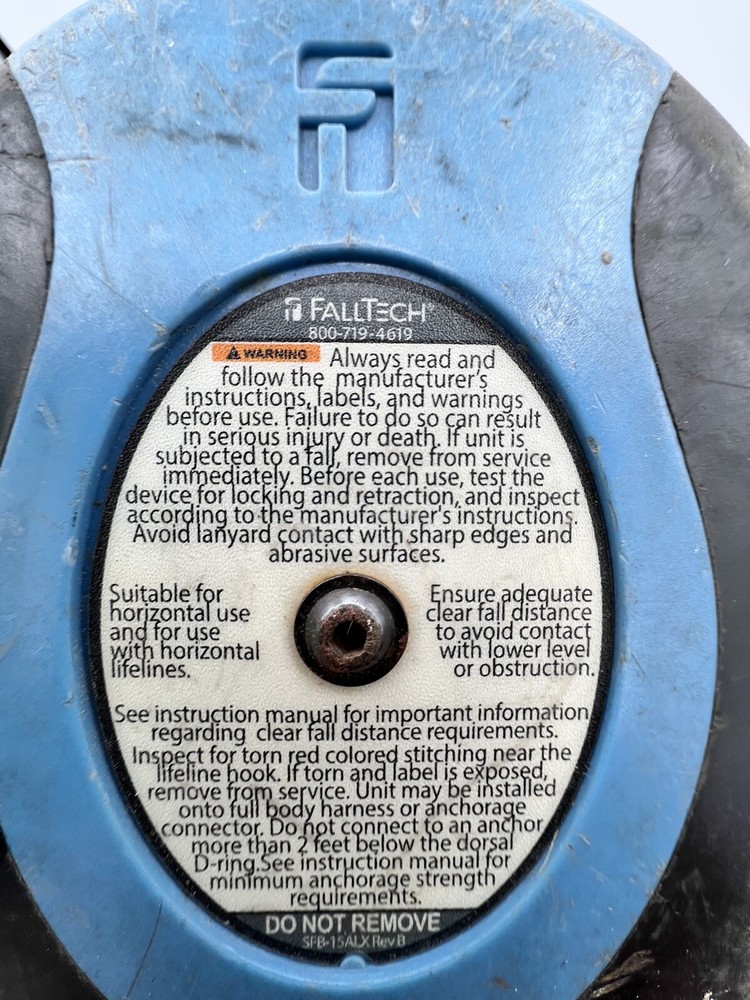 FALLTECH
800-719-4619
WARNING Always read and
follow the manufacturer's
instructions, labels, and warnings
before use. Failure to do so can result
in serious injury or death. If unit is
subjected to a fall, remove from service
immediately. Before each use, test the
device for locking and retraction, and inspect
according to the manufacturer's instructions.
Avoid lanyard contact with sharp edges and
abrasive surfaces.
Suitable for
horizontal use
and for use
with horizontal
lifelines.
Ensure adequate
clear fall distance
to avoid contact
with lower level
or obstruction.
See instruction manual for important information
regarding clear fall distance requirements.
Inspect for torn red colored stitching near the
lifeline hook. If torn and label is exposed,
remove from service. Unit may be installed
onto full body harness or anchorage
connector. Do not connect to an anchor
more than 2 feet below the dorsal
D-ring.See instruction manual for
minimum anchorage strength
requirements.
DO NOT REMOVE
SFB-15ALX Rev B